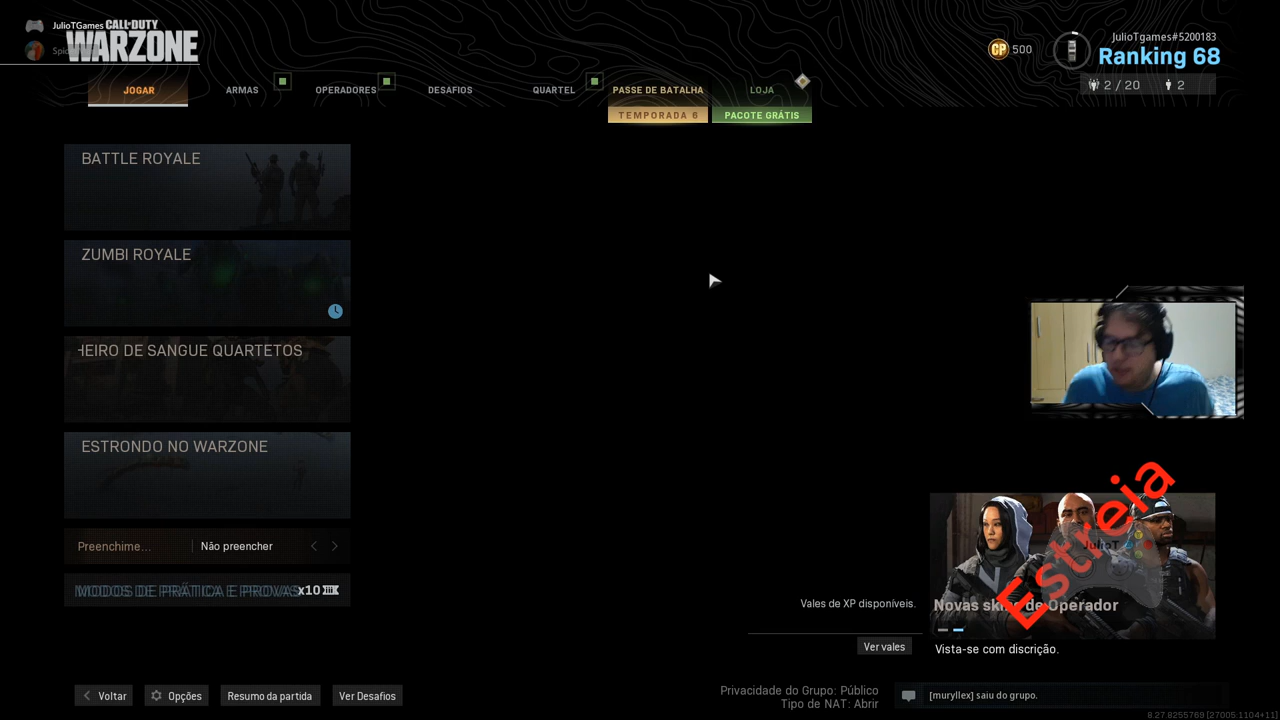 JulioTGames
CALL OF DUTY
WARZONE
CP 500
JulioTgames#5200183
Ranking 68
2 / 20 2
JOGAR
ARMAS
OPERADORES
DESAFIOS
QUARTEL
PASSE DE BATALHA
LOJA
TEMPORADA 6
PACOTE GRÁTIS
BATTLE ROYALE
ZUMBI ROYALE
HEIRO DE SANGUE QUARTETOS
ESTRONDO NO WARZONE
Preenchime...
Não preencher
MODOS DE PRÁTICA E PROVAS
x10
Estreia
JulioT
Vales de XP disponíveis.
Novas skins de Operador
Ver vales
Vista-se com discrição.
Voltar
Opções
Resumo da partida
Ver Desafios
Privacidade do Grupo: Público
Tipo de NAT: Abrir
[muryllex] saiu do grupo.
8.27.8255769 [27005:1104+11]